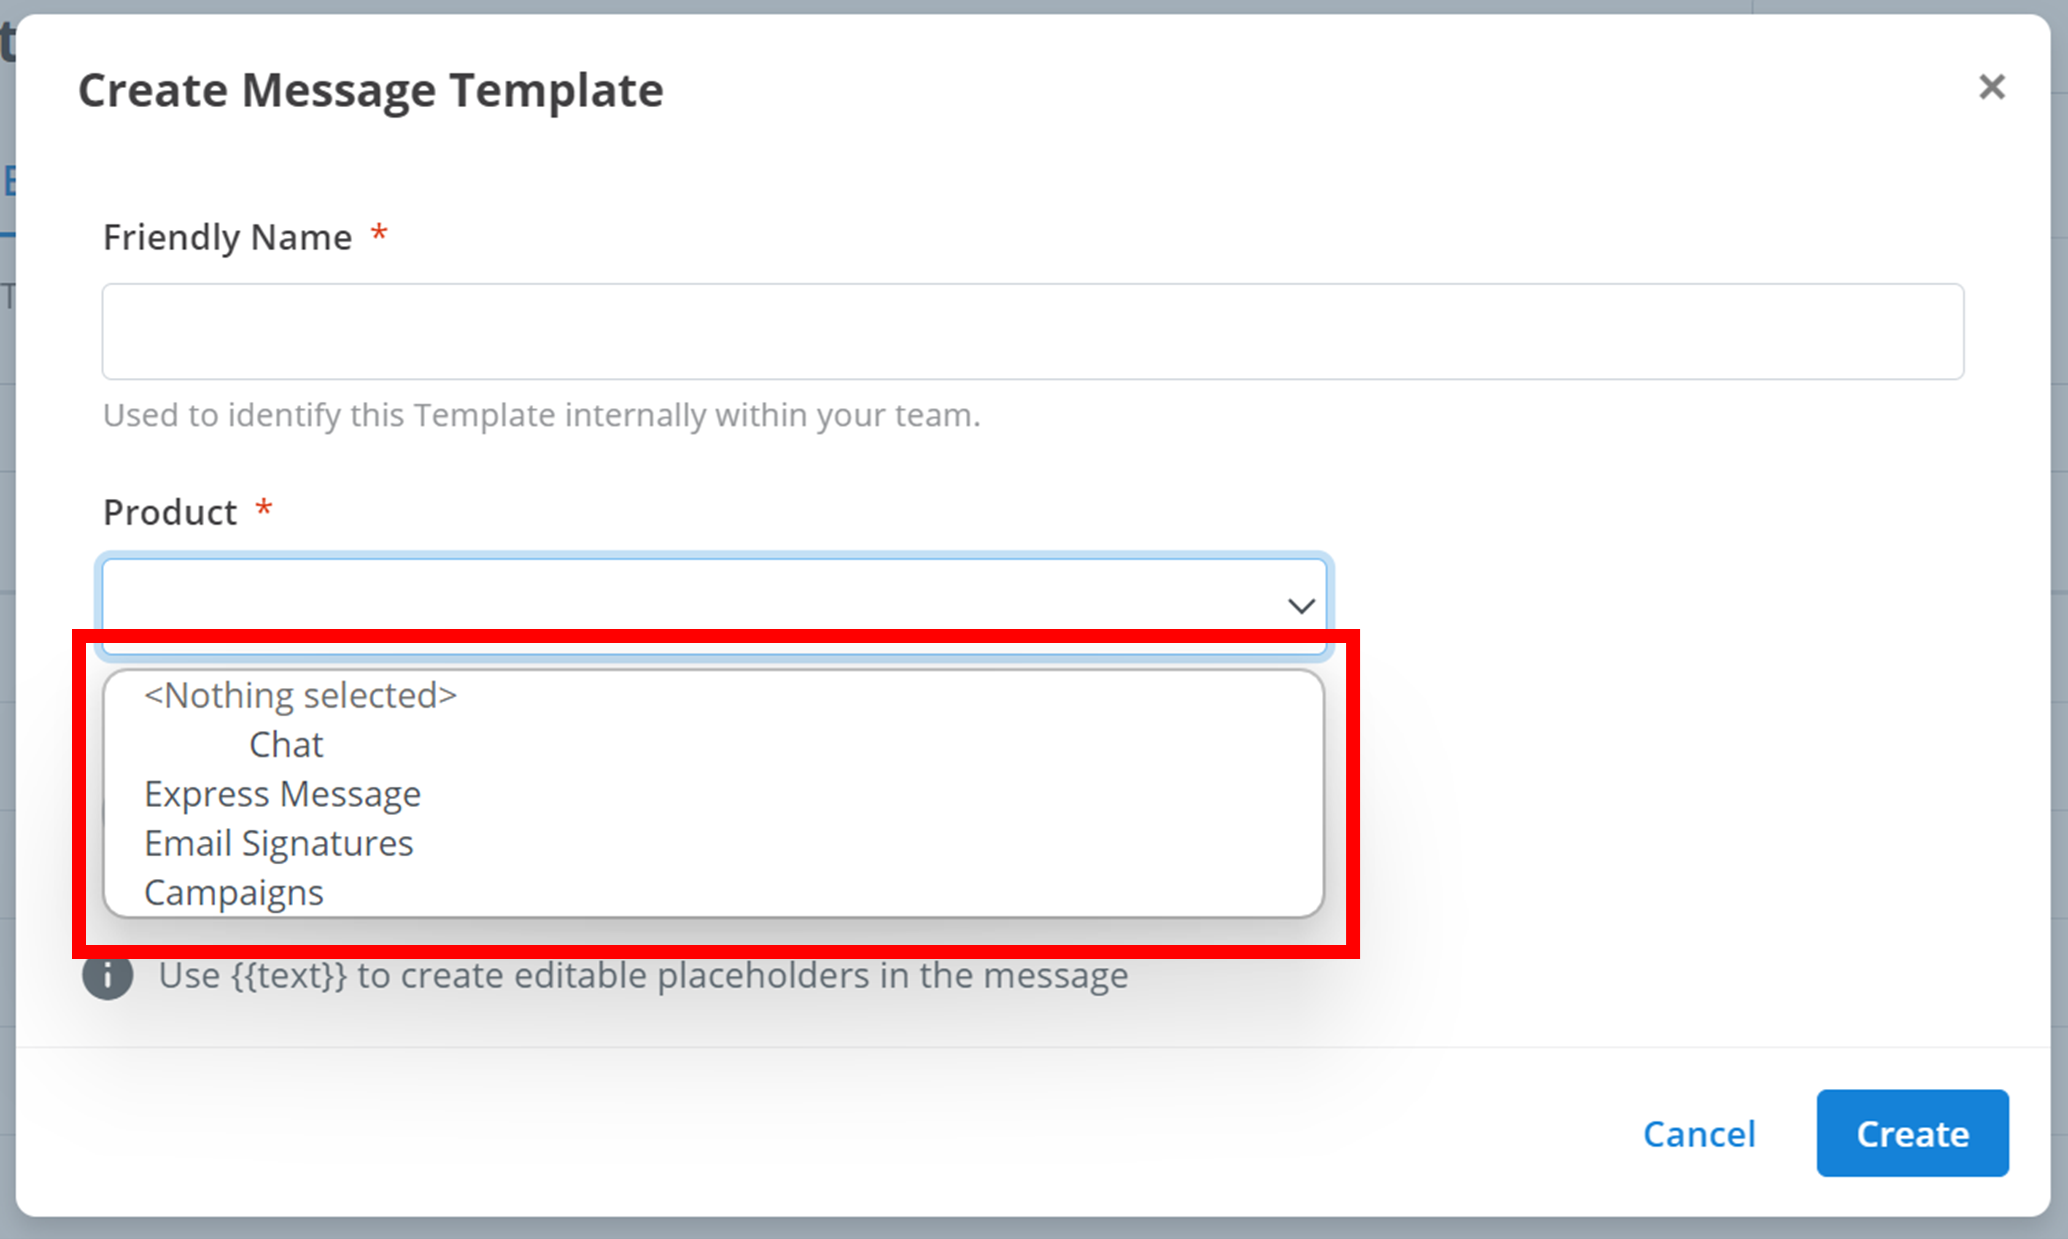 Create Message Template
Friendly Name *
Used to identify this Template internally within your team.
Product *
<Nothing selected>
Chat
Express Message
Email Signatures
Campaigns
Use {{text}} to create editable placeholders in the message
Cancel
Create